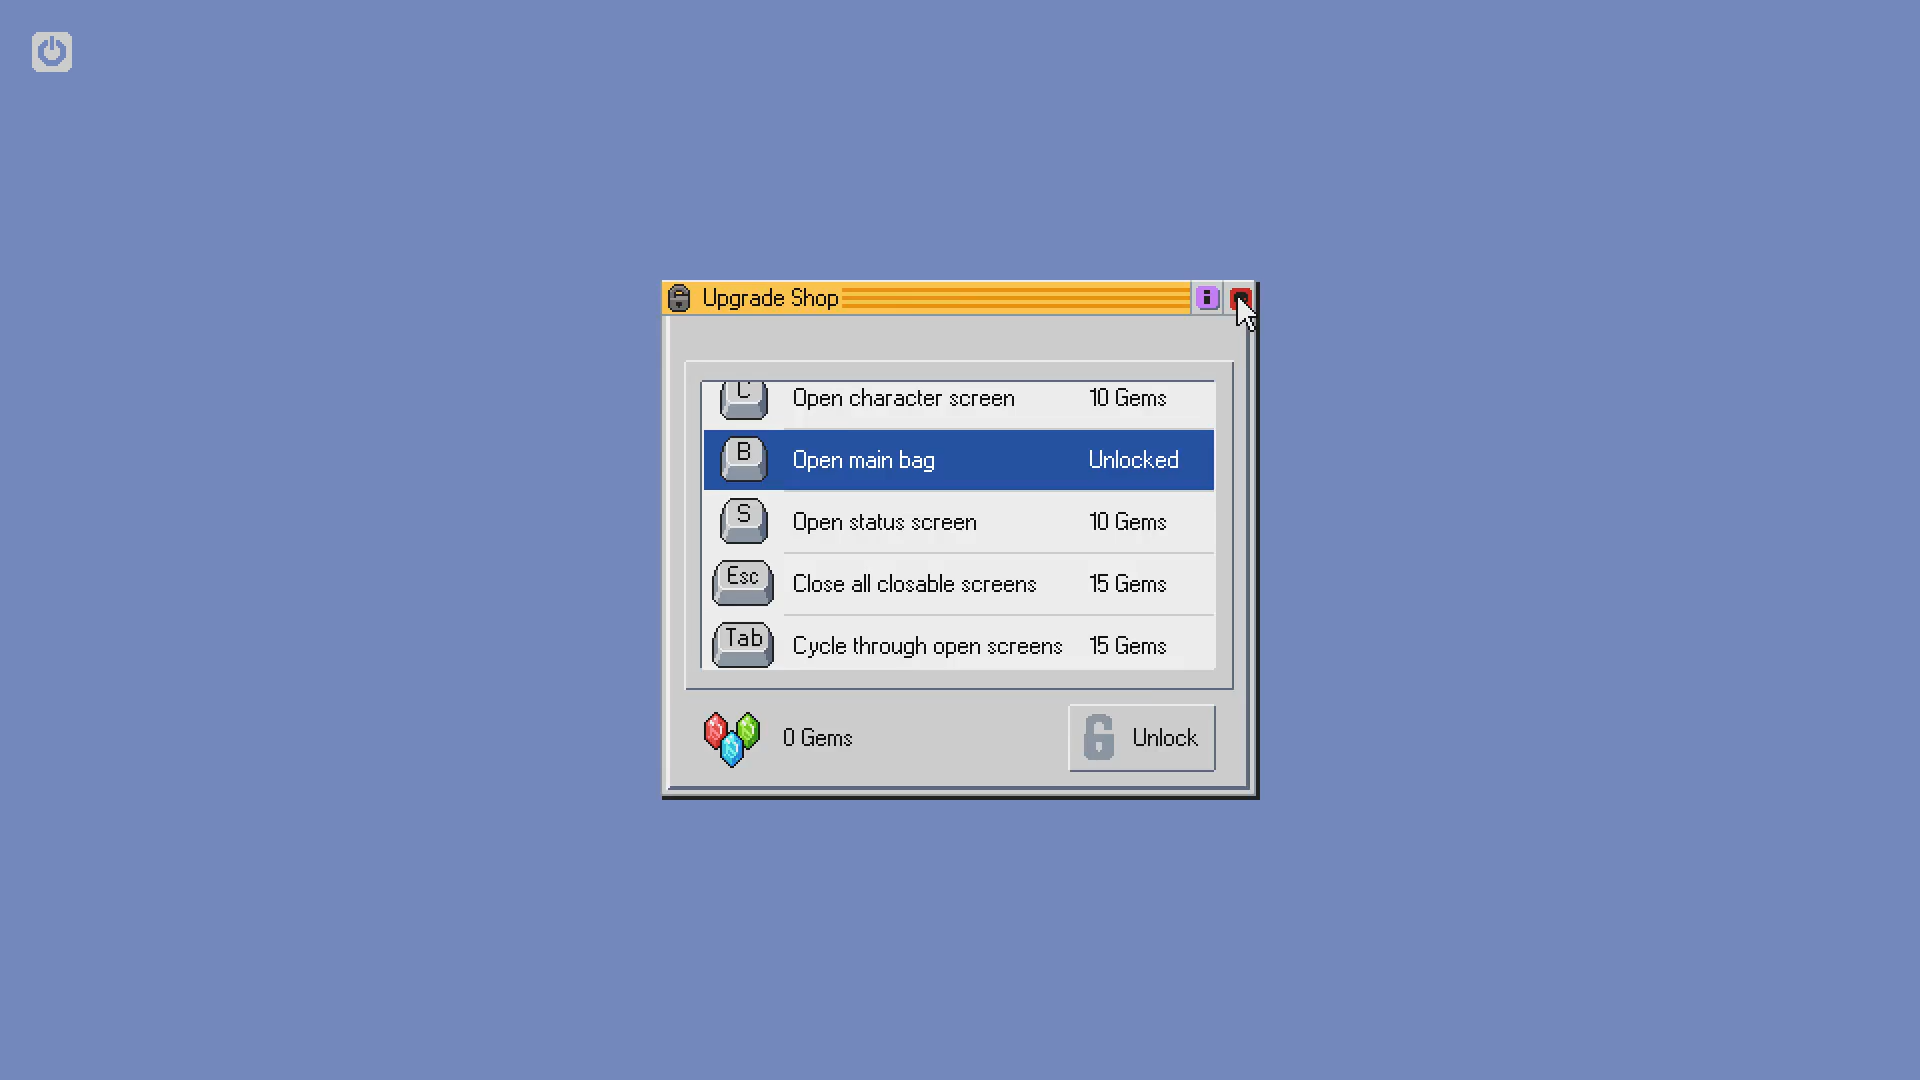 Upgrade Shop
C Open character screen 10 Gems
B Open main bag Unlocked
S Open status screen 10 Gems
Esc Close all closable screens 15 Gems
Tab Cycle through open screens 15 Gems
0 Gems Unlock